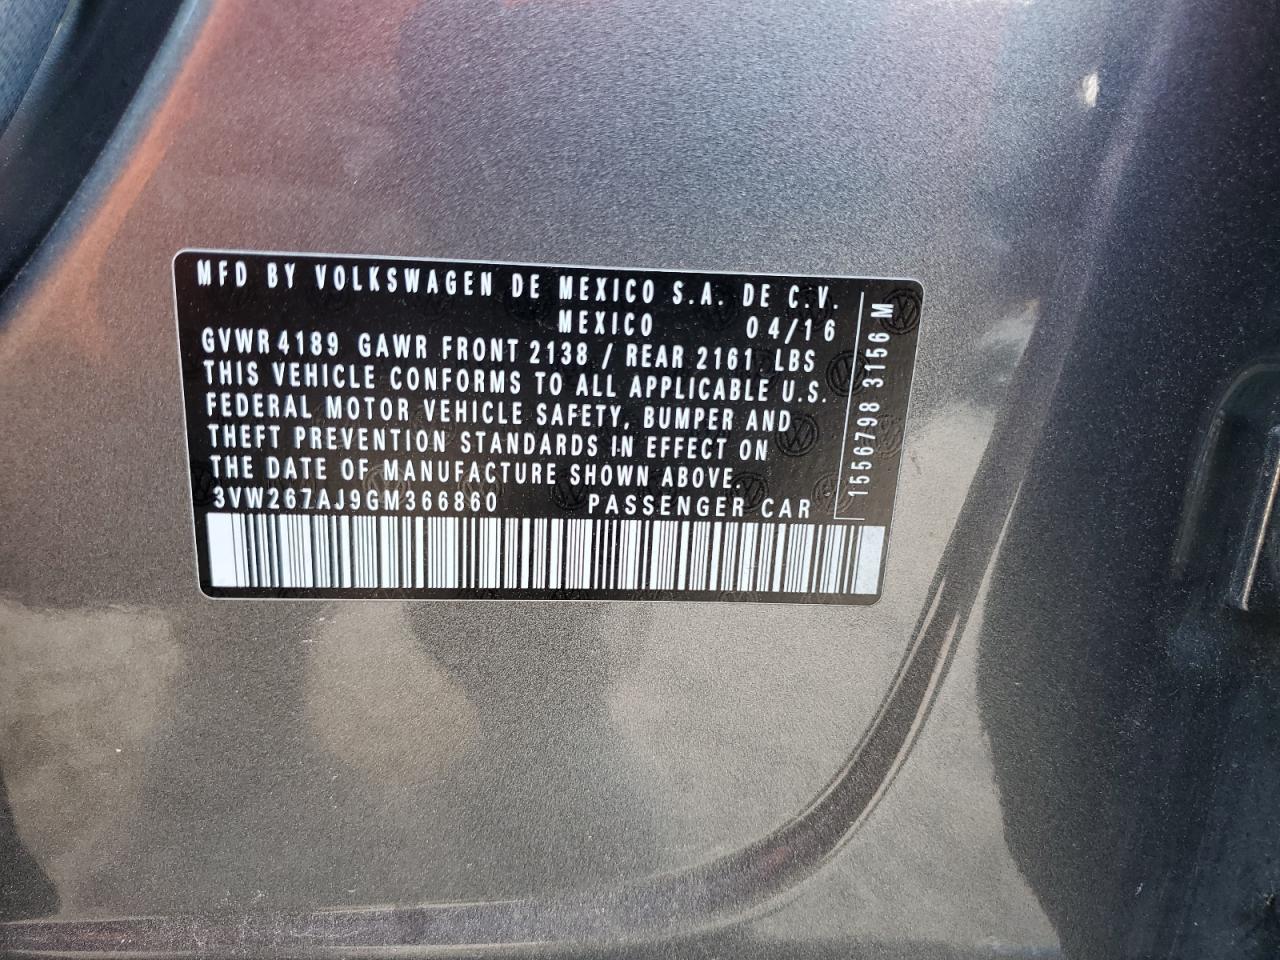 MFD BY VOLKSWAGEN DE MEXICO S.A. DE C.V.
MEXICO 04/16
GVWR 4189 GAWR FRONT 2138 / REAR 2161 LBS
THIS VEHICLE CONFORMS TO ALL APPLICABLE U.S.
FEDERAL MOTOR VEHICLE SAFETY, BUMPER AND
THEFT PREVENTION STANDARDS IN EFFECT ON
THE DATE OF MANUFACTURE SHOWN ABOVE.
3VW267AJ9GM366860 PASSENGER CAR
1556798 3156 M